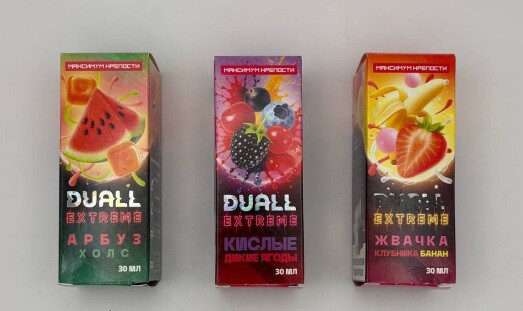 МАКСИМУМ КРЕПОСТИ
DUALL
EXTREME
АРБУЗ
ХОЛС
30 МЛ
МАКСИМУМ КРЕПОСТИ
DUALL
EXTREME
КИСЛЫЕ
ДИКИЕ ЯГОДЫ
30 МЛ
МАКСИМУМ КРЕПОСТИ
DUALL
EXTREME
ЖВАЧКА
КЛУБНИКА БАНАН
30 МЛ